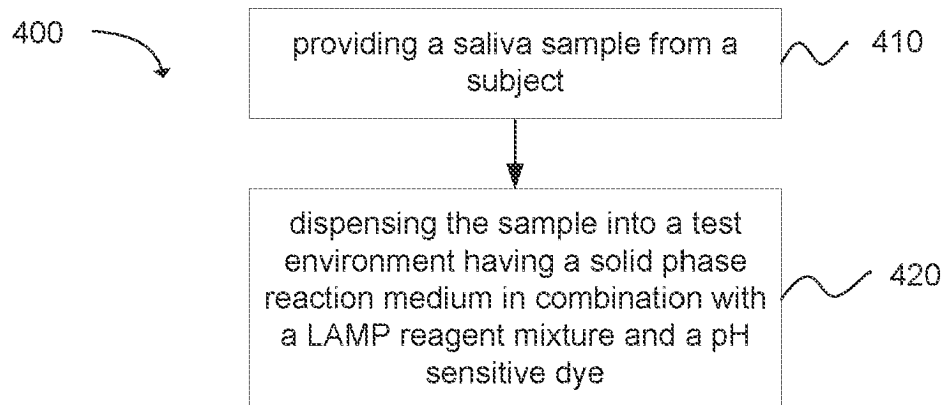 400
providing a saliva sample from a
subject
410
dispensing the sample into a test
environment having a solid phase
reaction medium in combination with
a LAMP reagent mixture and a pH
sensitive dye
420